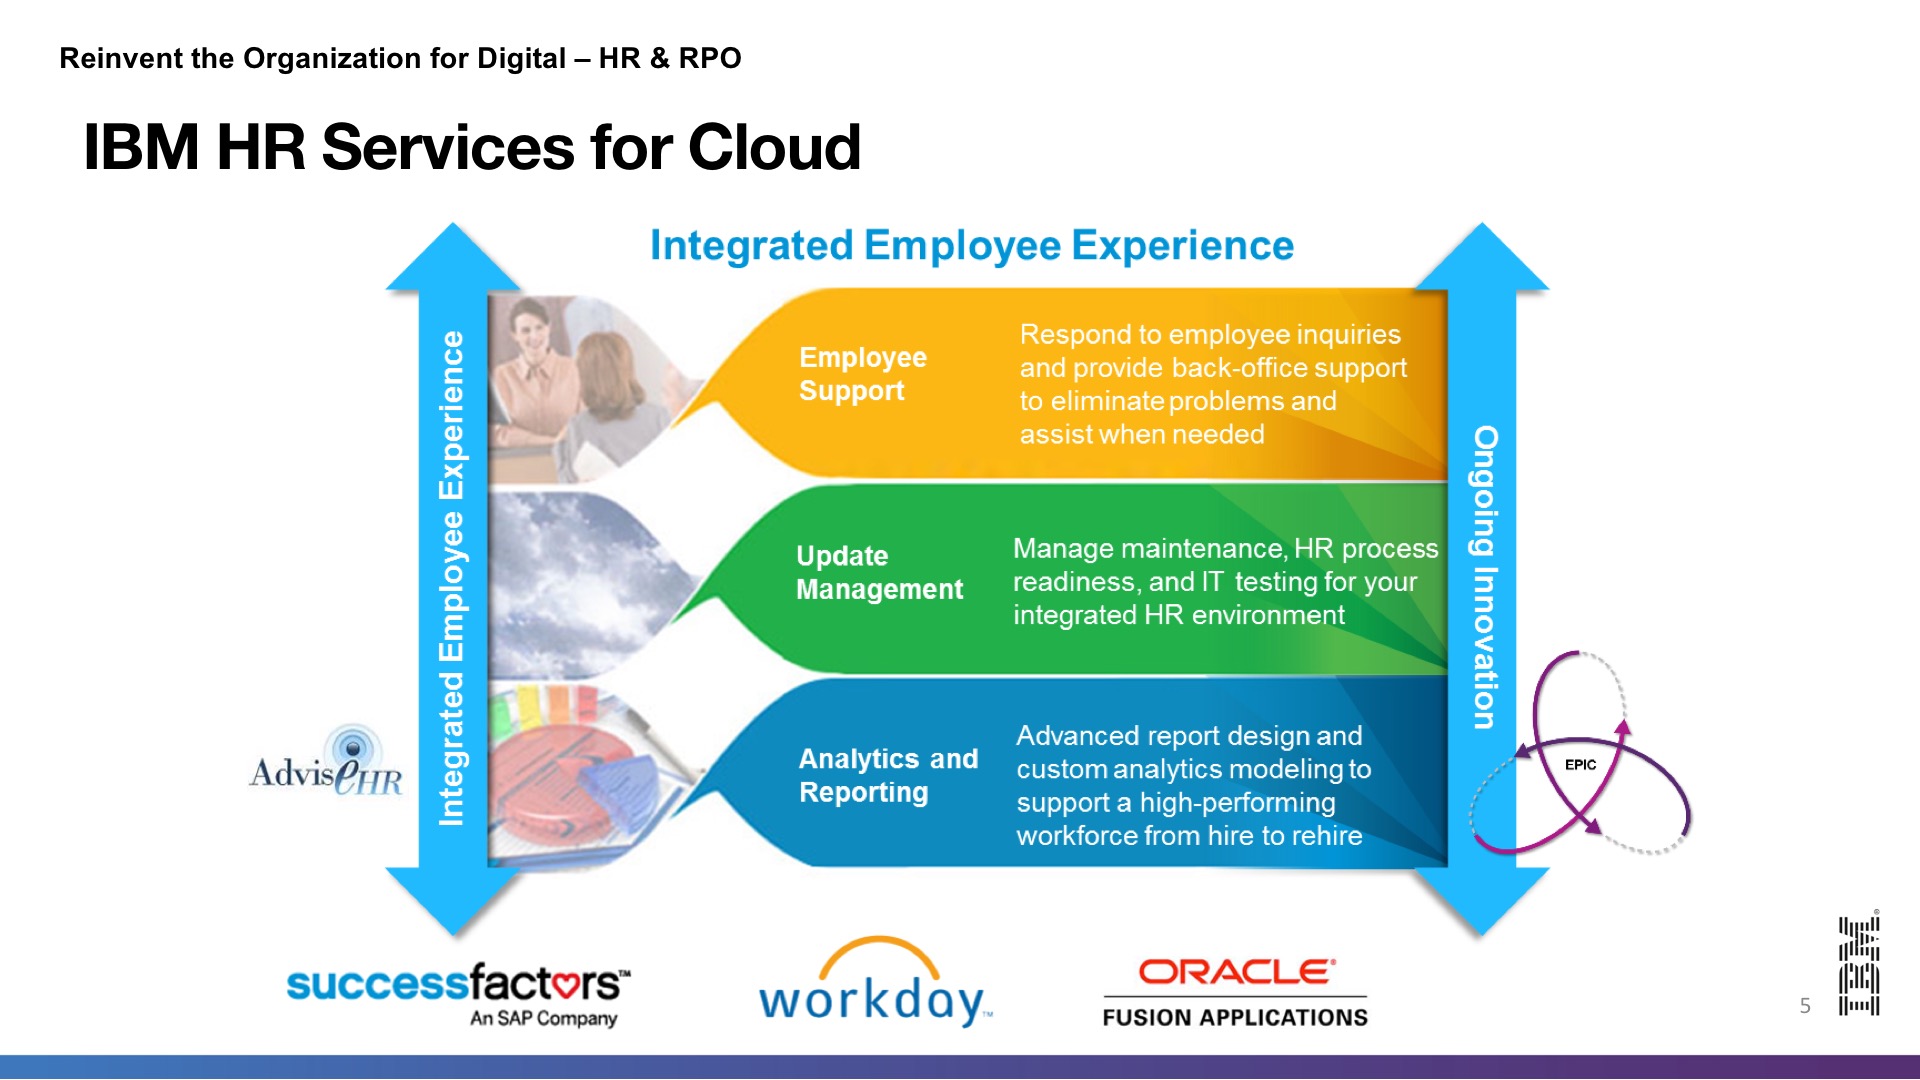 Reinvent the Organization for Digital – HR & RPO
IBM HR Services for Cloud
Integrated Employee Experience
Integrated Employee Experience
Employee
Support
Respond to employee inquiries
and provide back-office support
to eliminate problems and
assist when needed
Update
Management
Manage maintenance, HR process
readiness, and IT testing for your
integrated HR environment
Analytics and
Reporting
Advanced report design and
custom analytics modeling to
support a high-performing
workforce from hire to rehire
Ongoing Innovation
EPIC
AdviseHR
successfactors™
An SAP Company
workday™
ORACLE®
FUSION APPLICATIONS
5
IBM®